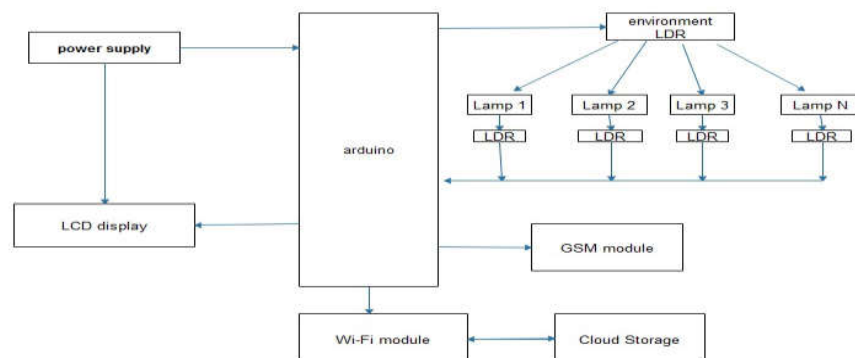 environment
LDR
power supply
Lamp 1
Lamp 2
Lamp 3
Lamp N
LDR
LDR
LDR
LDR
arduino
LCD display
GSM module
Wi-Fi module
Cloud Storage